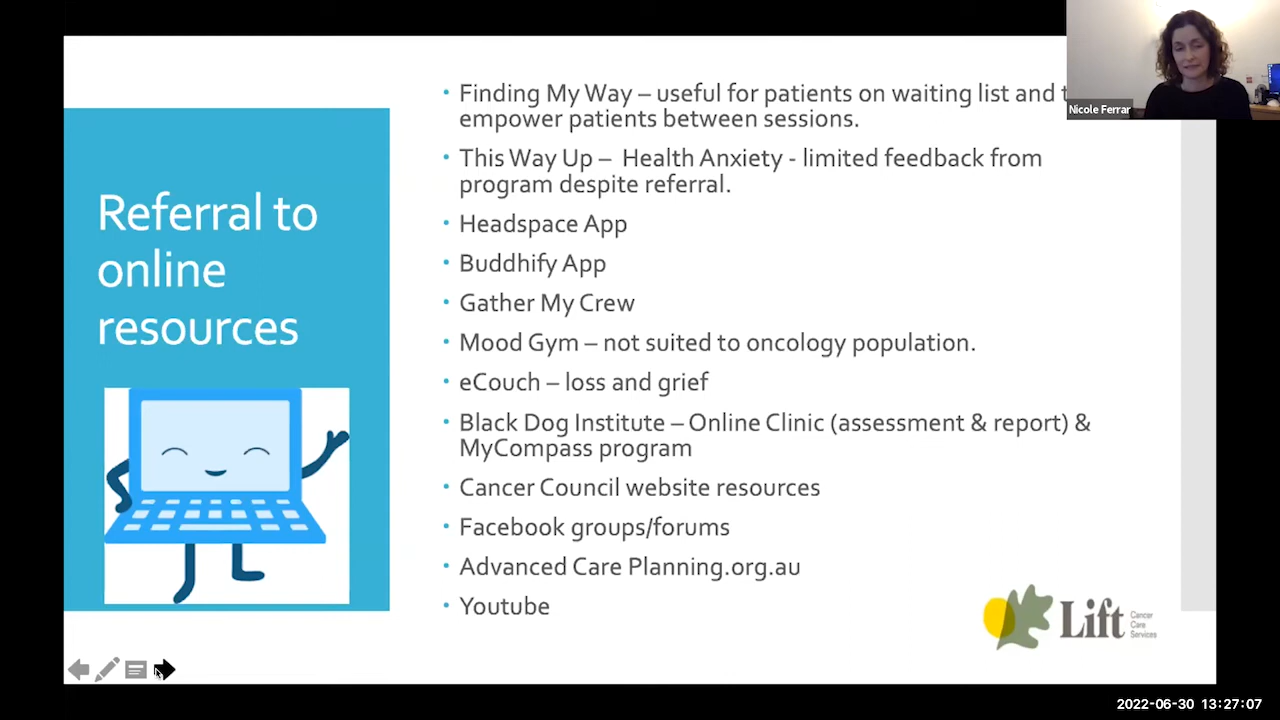 Finding My Way – useful for patients on waiting list and t
empower patients between sessions.
Nicole Ferrar
This Way Up – Health Anxiety - limited feedback from
program despite referral.
Referral to
online
resources
Headspace App
Buddhify App
Gather My Crew
Mood Gym – not suited to oncology population.
eCouch – loss and grief
Black Dog Institute – Online Clinic (assessment & report) &
MyCompass program
Cancer Council website resources
Facebook groups/forums
Advanced Care Planning.org.au
Youtube
Lift
Cancer
Care
Services
2022-06-30 13:27:07